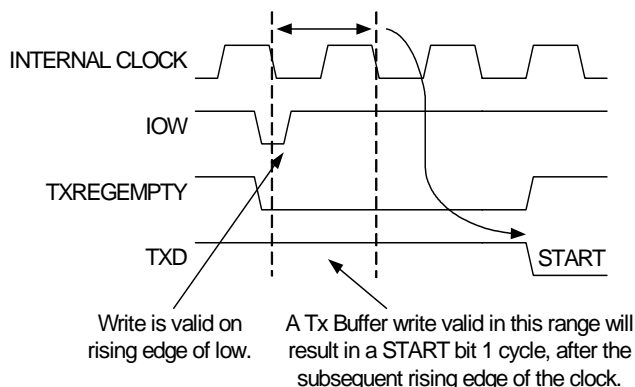 INTERNAL CLOCK
IOW
TXREGEMPTY
TXD
START
Write is valid on
rising edge of low.
A Tx Buffer write valid in this range will
result in a START bit 1 cycle, after the
subsequent rising edge of the clock.